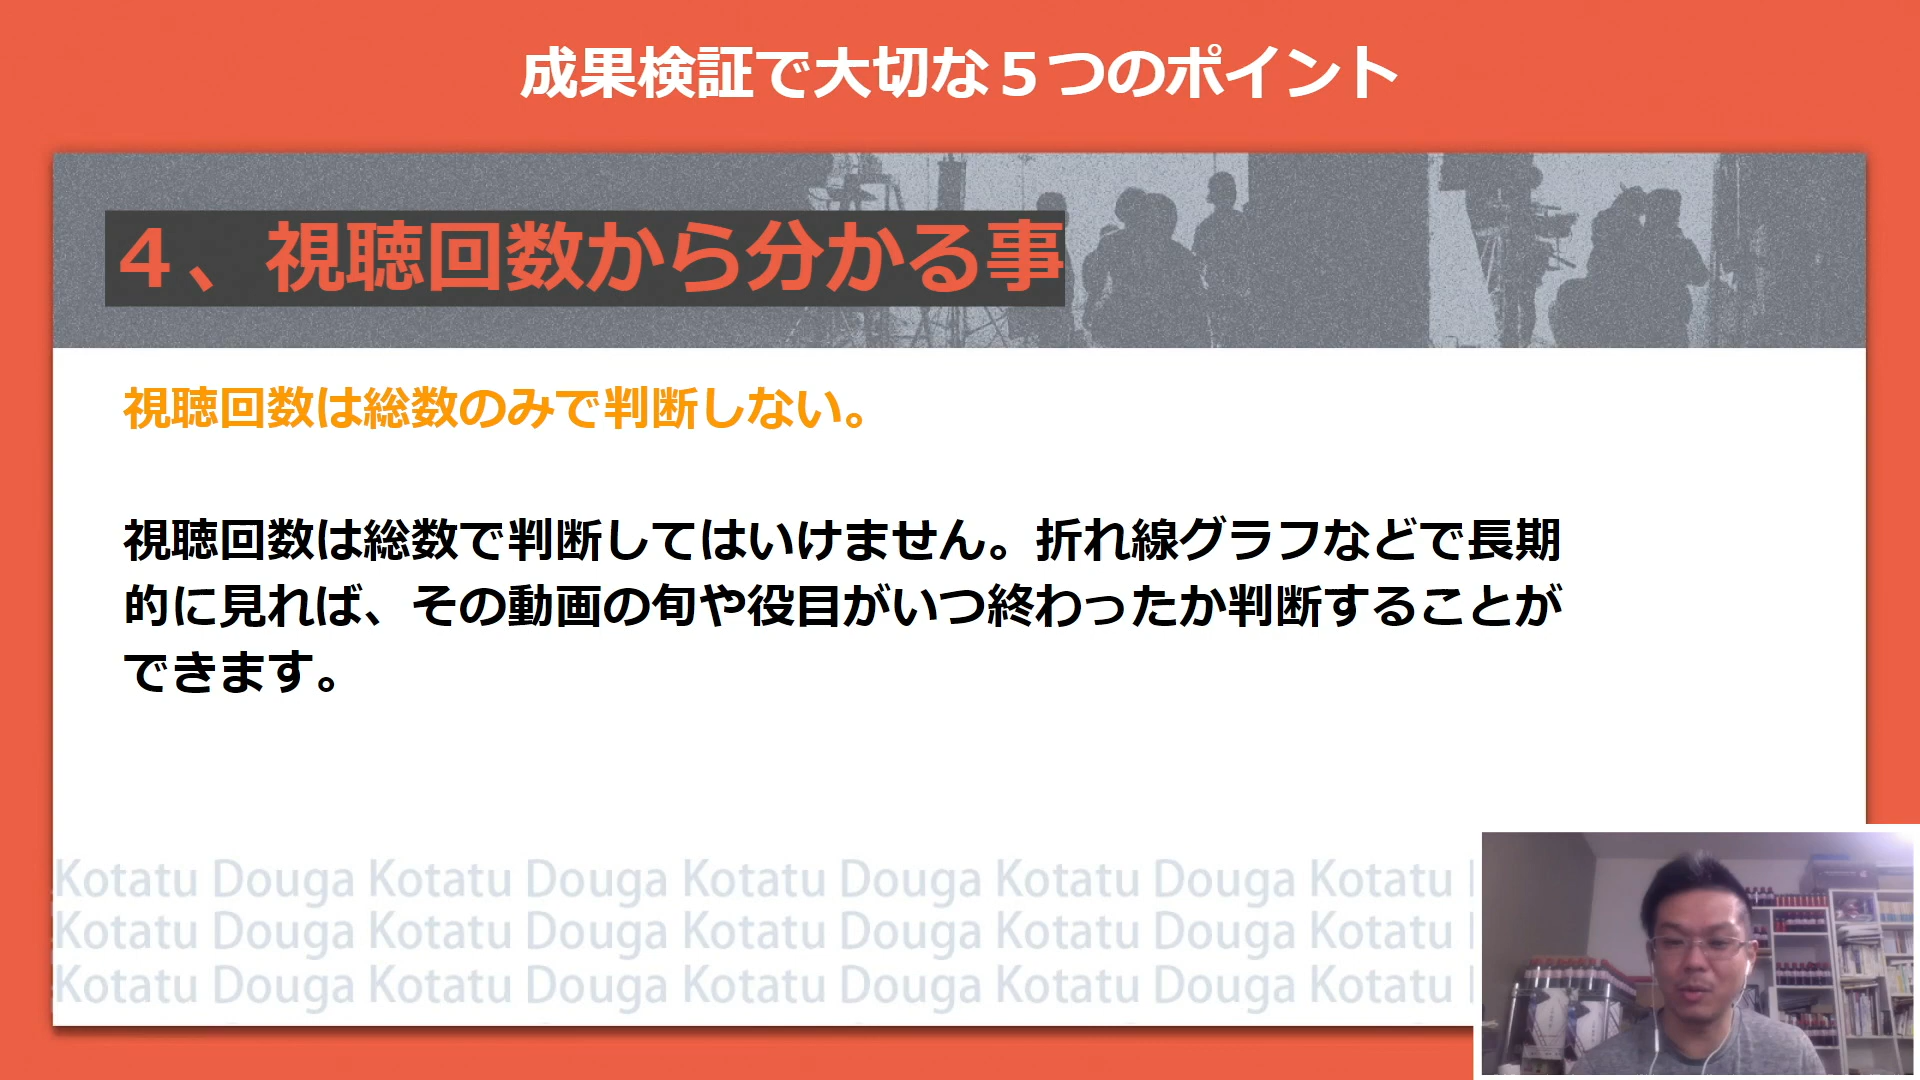 成果検証で大切な５つのポイント
４、視聴回数から分かる事
視聴回数は総数のみで判断しない。
視聴回数は総数で判断してはいけません。折れ線グラフなどで長期
的に見れば、その動画の旬や役目がいつ終わったか判断することが
できます。
Kotatu Douga Kotatu Douga Kotatu Douga Kotatu Douga Kotatu
Kotatu Douga Kotatu Douga Kotatu Douga Kotatu Douga Kotatu
Kotatu Douga Kotatu Douga Kotatu Douga Kotatu Douga Kotatu